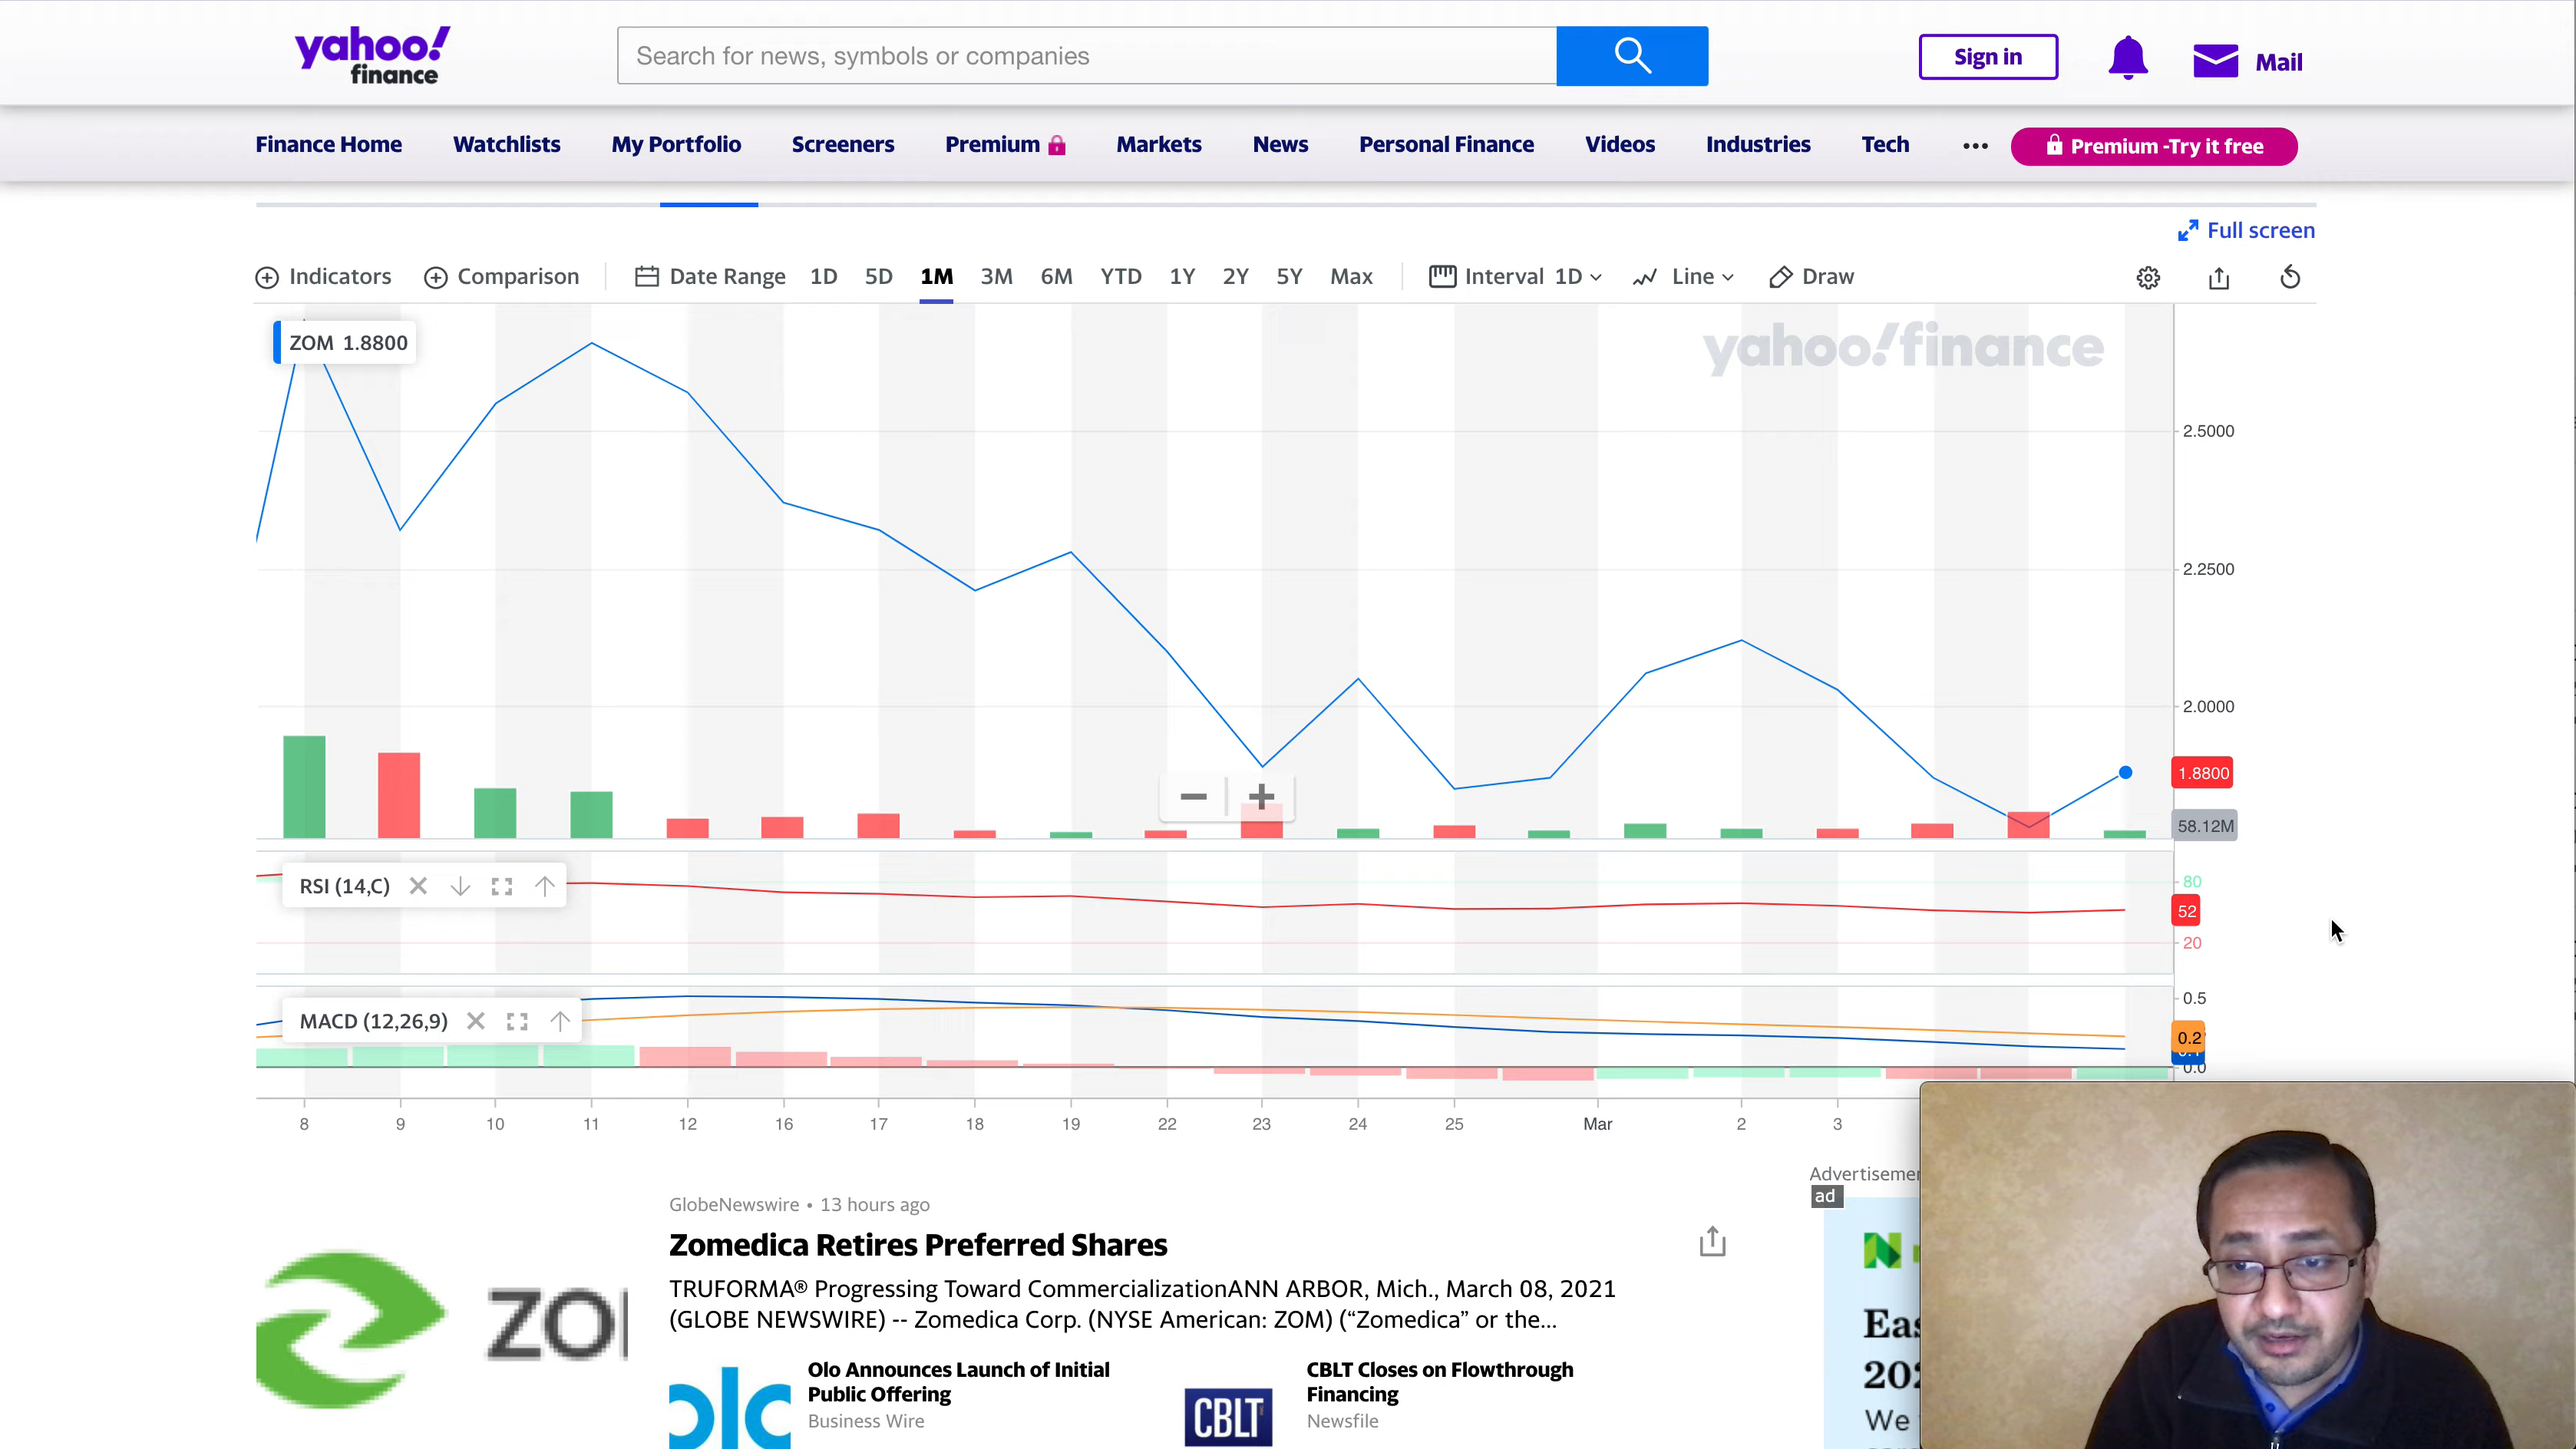 yahoo!
finance
Search for news, symbols or companies
Sign in
Mail
Finance Home Watchlists My Portfolio Screeners Premium Markets News Personal Finance Videos Industries Tech ••• Premium -Try it free
Full screen
Indicators Comparison Date Range 1D 5D 1M 3M 6M YTD 1Y 2Y 5Y Max Interval 1D Line Draw
ZOM 1.8800
yahoo!finance
2.5000
2.2500
2.0000
1.8800
58.12M
RSI (14,C)
80
52
20
MACD (12,26,9)
0.5
0.2
0.0
8 9 10 11 12 16 17 18 19 22 23 24 25 Mar 2 3
GlobeNewswire • 13 hours ago
Zomedica Retires Preferred Shares
TRUFORMA® Progressing Toward CommercializationANN ARBOR, Mich., March 08, 2021
(GLOBE NEWSWIRE) -- Zomedica Corp. (NYSE American: ZOM) (“Zomedica” or the...
ZO
Olo Announces Launch of Initial
Public Offering
Business Wire
CBLT
CBLT Closes on Flowthrough
Financing
Newsfile
ad
We